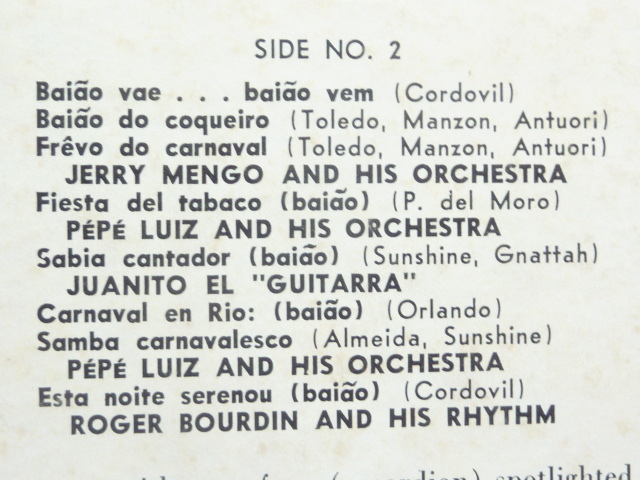 SIDE NO. 2
Baião vae . . . baião vem (Cordovil)
Baião do coqueiro (Toledo, Manzon, Antuori)
Frêvo do carnaval (Toledo, Manzon, Antuori)
JERRY MENGO AND HIS ORCHESTRA
Fiesta del tabaco (baião) (P. del Moro)
PÉPÉ LUIZ AND HIS ORCHESTRA
Sabia cantador (baião) (Sunshine, Gnattah)
JUANITO EL "GUITARRA"
Carnaval en Rio: (baião) (Orlando)
Samba carnavalesco (Almeida, Sunshine)
PÉPÉ LUIZ AND HIS ORCHESTRA
Esta noite serenou (baião) (Cordovil)
ROGER BOURDIN AND HIS RHYTHM
spotlighted